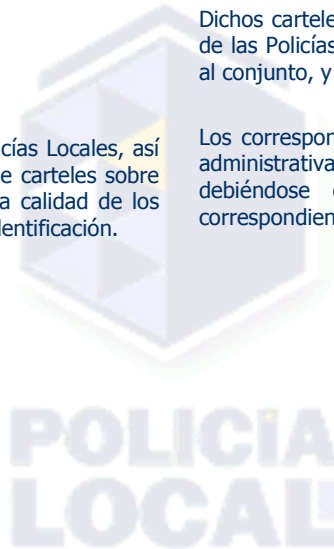 Dichos cartele
de las Policías
al conjunto, y
cías Locales, así
e carteles sobre
a calidad de los
dentificación.
Los correspon
administrativa
debiéndose
correspondien
POLICIA
LOCAL